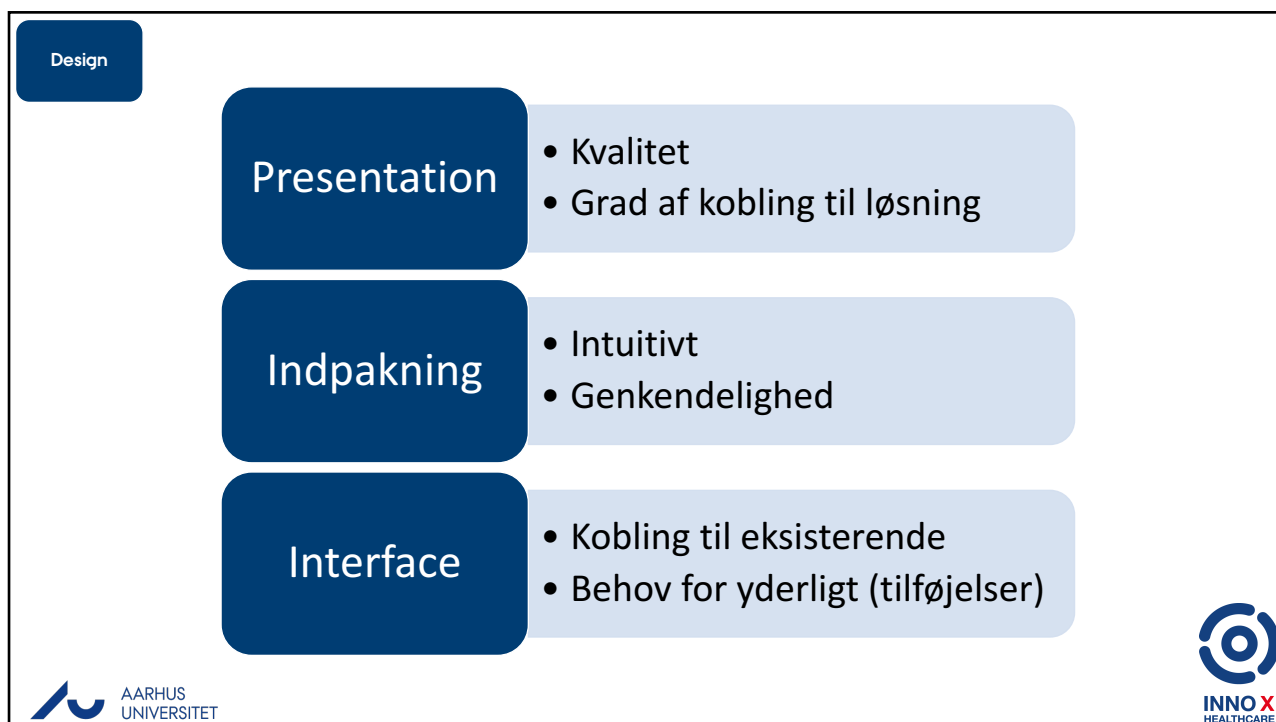 Design
Presentation
• Kvalitet
• Grad af kobling til løsning
Indpakning
• Intuitivt
• Genkendelighed
Interface
• Kobling til eksisterende
• Behov for yderligt (tilføjelser)
AARHUS
UNIVERSITET
INNO X
HEALTHCARE